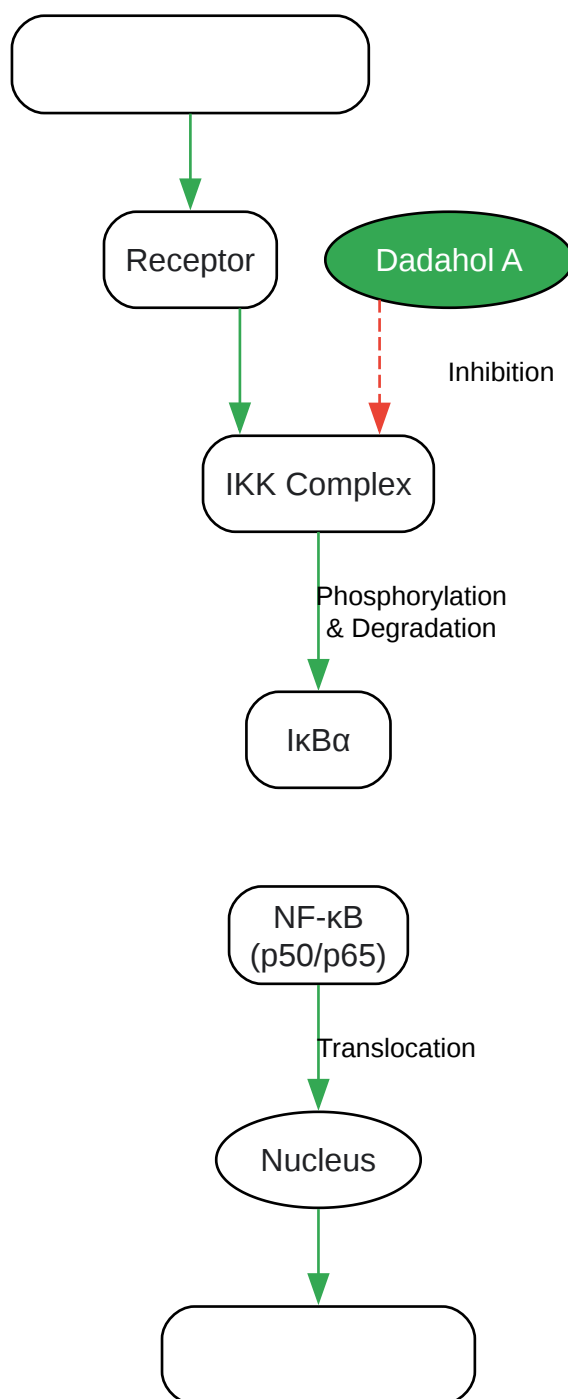 Receptor
Dadahol A
Inhibition
IKK Complex
Phosphorylation
& Degradation
IκBα
NF-κB
(p50/p65)
Translocation
Nucleus